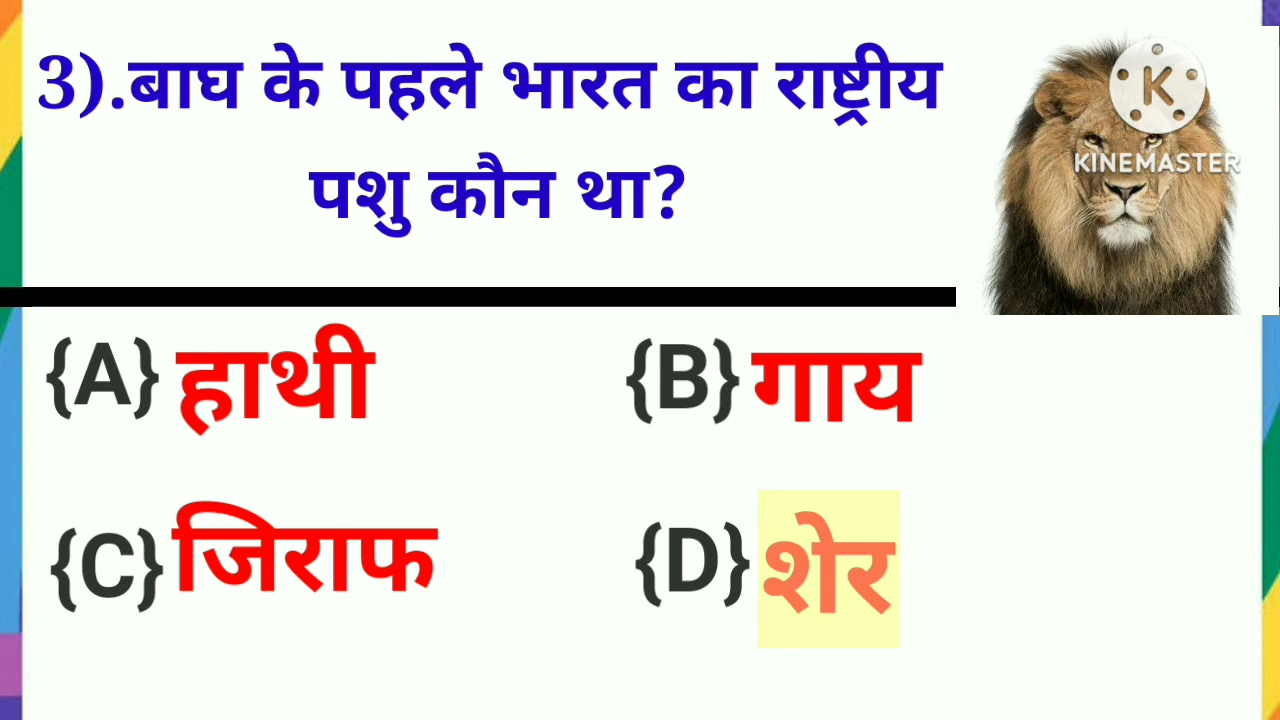 3).बाघ के पहले भारत का राष्ट्रीय
पशु कौन था?
K
KINEMASTER
{A} हाथी
{B} गाय
{C} जिराफ
{D} शेर